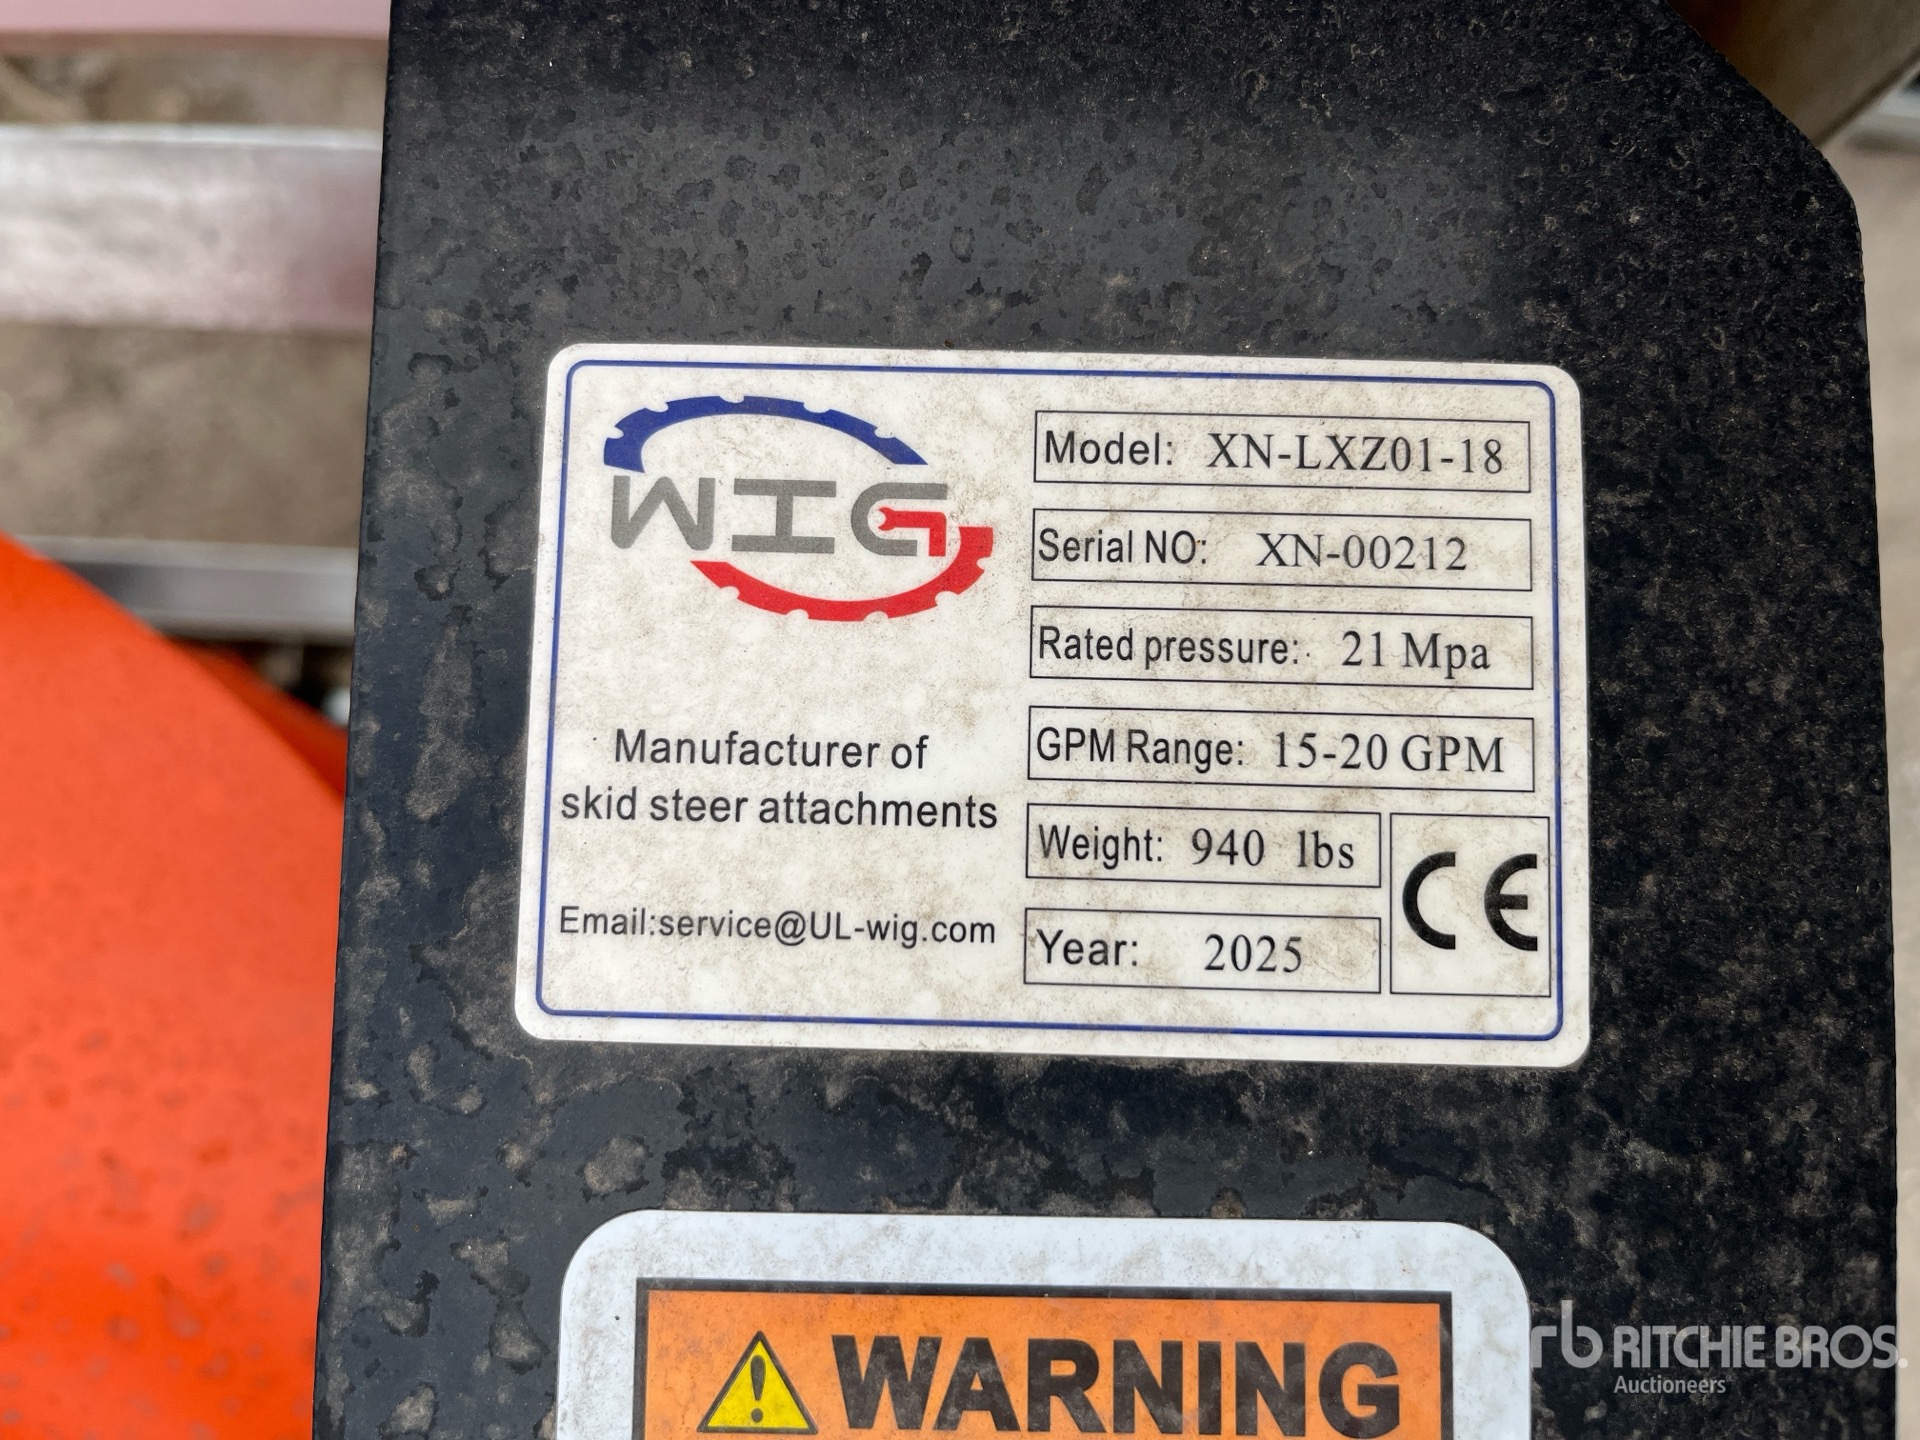 WIG
Manufacturer of
skid steer attachments
Email:service@UL-wig.com
Model: XN-LXZ01-18
Serial NO: XN-00212
Rated pressure: 21 Mpa
GPM Range: 15-20 GPM
Weight: 940 lbs
Year: 2025
CE
WARNING
rb RITCHIE BROS.
Auctioneers